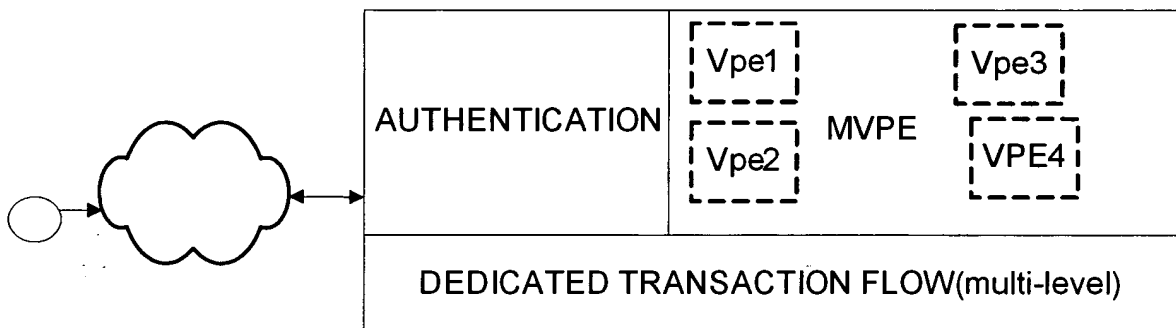 Vpe1
Vpe3
AUTHENTICATION
MVPE
Vpe2
VPE4
DEDICATED TRANSACTION FLOW(multi-level)